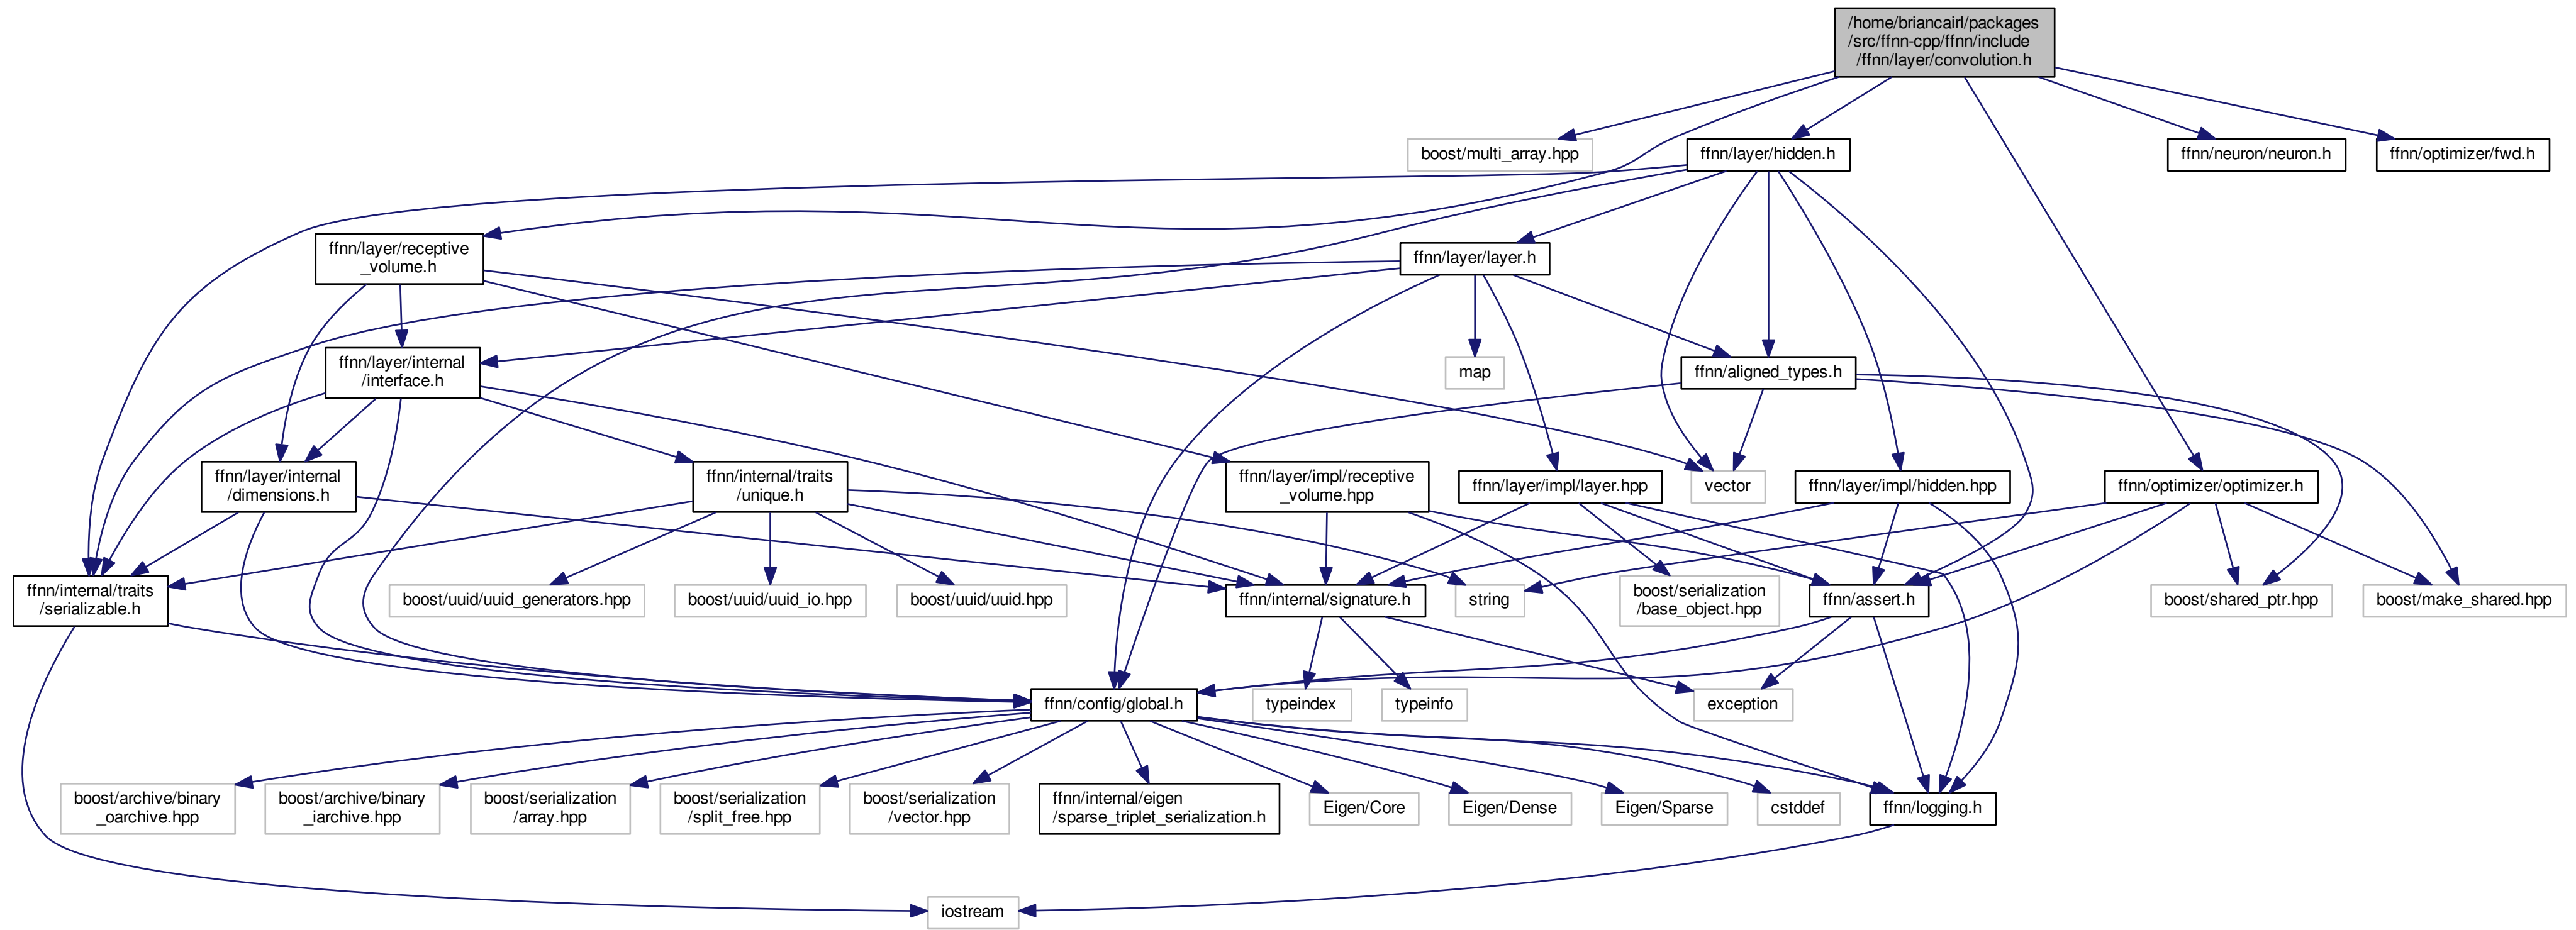 /home/briancairl/packages
/src/ffnn-cpp/ffnn/include
/ffnn/layer/convolution.h
boost/multi_array.hpp
ffnn/layer/hidden.h
ffnn/neuron/neuron.h
ffnn/optimizer/fwd.h
ffnn/layer/receptive
_volume.h
ffnn/layer/layer.h
ffnn/layer/internal
/interface.h
map
ffnn/aligned_types.h
ffnn/layer/internal
/dimensions.h
ffnn/internal/traits
/unique.h
ffnn/layer/impl/receptive
_volume.hpp
ffnn/layer/impl/layer.hpp
vector
ffnn/layer/impl/hidden.hpp
ffnn/optimizer/optimizer.h
ffnn/internal/traits
/serializable.h
boost/uuid/uuid_generators.hpp
boost/uuid/uuid_io.hpp
boost/uuid/uuid.hpp
ffnn/internal/signature.h
string
boost/serialization
/base_object.hpp
ffnn/assert.h
boost/shared_ptr.hpp
boost/make_shared.hpp
ffnn/config/global.h
typeindex
typeinfo
exception
boost/archive/binary
_oarchive.hpp
boost/archive/binary
_iarchive.hpp
boost/serialization
/array.hpp
boost/serialization
/split_free.hpp
boost/serialization
/vector.hpp
ffnn/internal/eigen
/sparse_triplet_serialization.h
Eigen/Core
Eigen/Dense
Eigen/Sparse
cstddef
ffnn/logging.h
iostream